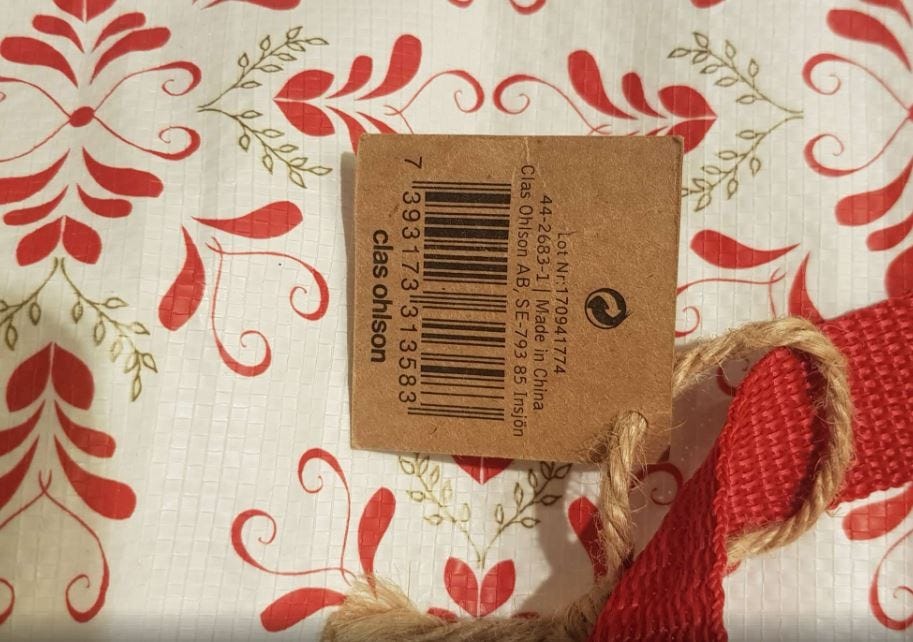 Lot Nr:170941774
44-2683-1 | Made in China
Clas Ohlson AB, SE-793 85 Insjön
7 393173 313583
clas ohlson